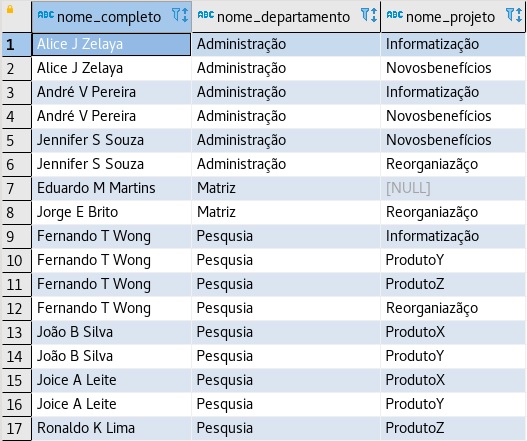 ABC nome_completo ABC nome_departamento ABC nome_projeto
1 Alice J Zelaya Administração Informatização
2 Alice J Zelaya Administração Novosbenefícios
3 André V Pereira Administração Informatização
4 André V Pereira Administração Novosbenefícios
5 Jennifer S Souza Administração Novosbenefícios
6 Jennifer S Souza Administração Reorganiazãço
7 Eduardo M Martins Matriz [NULL]
8 Jorge E Brito Matriz Reorganiazãço
9 Fernando T Wong Pesqusia Informatização
10 Fernando T Wong Pesqusia ProdutoY
11 Fernando T Wong Pesqusia ProdutoZ
12 Fernando T Wong Pesqusia Reorganiazãço
13 João B Silva Pesqusia ProdutoX
14 João B Silva Pesqusia ProdutoY
15 Joice A Leite Pesqusia ProdutoX
16 Joice A Leite Pesqusia ProdutoY
17 Ronaldo K Lima Pesqusia ProdutoZ